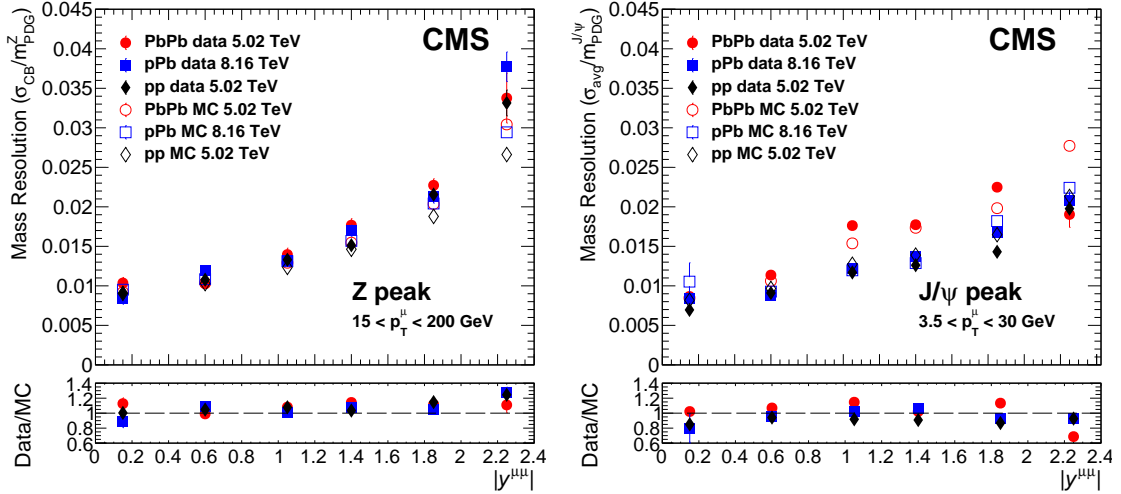 Mass Resolution (σ_CB/m^Z_PDG)
0.045
0.04
0.035
0.03
0.025
0.02
0.015
0.01
0.005
0
CMS
PbPb data 5.02 TeV
pPb data 8.16 TeV
pp data 5.02 TeV
PbPb MC 5.02 TeV
pPb MC 8.16 TeV
pp MC 5.02 TeV
Z peak
15 < p_T^μ < 200 GeV
Data/MC
1.4
1.2
1
0.8
0.6
0 0.2 0.4 0.6 0.8 1 1.2 1.4 1.6 1.8 2 2.2 2.4
|y^μμ|
Mass Resolution (σ_avg/m^J/ψ_PDG)
0.045
0.04
0.035
0.03
0.025
0.02
0.015
0.01
0.005
0
CMS
PbPb data 5.02 TeV
pPb data 8.16 TeV
pp data 5.02 TeV
PbPb MC 5.02 TeV
pPb MC 8.16 TeV
pp MC 5.02 TeV
J/ψ peak
3.5 < p_T^μ < 30 GeV
Data/MC
1.4
1.2
1
0.8
0.6
0 0.2 0.4 0.6 0.8 1 1.2 1.4 1.6 1.8 2 2.2 2.4
|y^μμ|